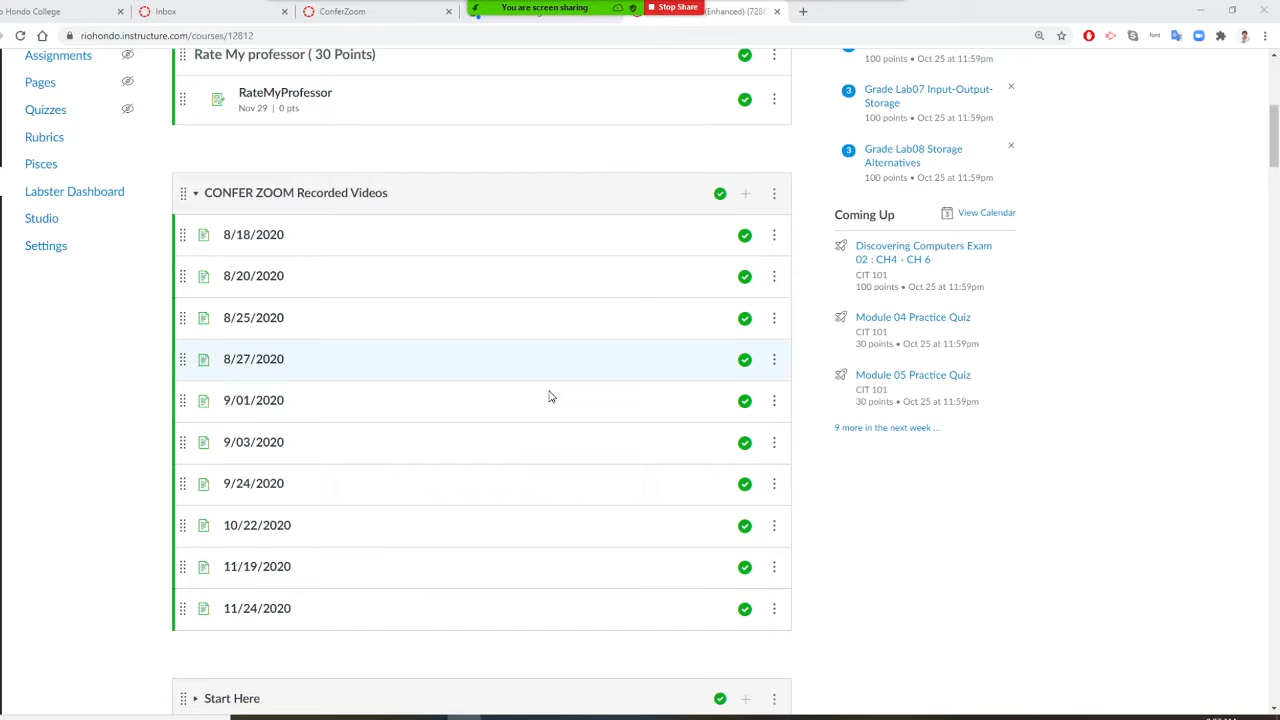 o Hondo College
Inbox
ConferZoom
You are screen sharing
Stop Share
(Enhanced) (728
riohondo.instructure.com/courses/12812
Assignments
Pages
Quizzes
Rubrics
Pisces
Labster Dashboard
Studio
Settings
Rate My professor ( 30 Points)
RateMyProfessor
Nov 29 | 0 pts
CONFER ZOOM Recorded Videos
8/18/2020
8/20/2020
8/25/2020
8/27/2020
9/01/2020
9/03/2020
9/24/2020
10/22/2020
11/19/2020
11/24/2020
Start Here
100 points • Oct 25 at 11:59pm
3
Grade Lab07 Input-Output-
Storage
100 points • Oct 25 at 11:59pm
3
Grade Lab08 Storage
Alternatives
100 points • Oct 25 at 11:59pm
Coming Up
View Calendar
Discovering Computers Exam
02 : CH4 - CH 6
CIT 101
100 points • Oct 25 at 11:59pm
Module 04 Practice Quiz
CIT 101
30 points • Oct 25 at 11:59pm
Module 05 Practice Quiz
CIT 101
30 points • Oct 25 at 11:59pm
9 more in the next week ...